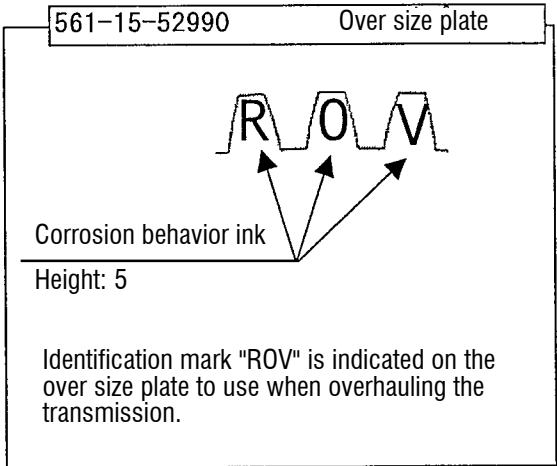 561-15-52990 Over size plate
R O V
Corrosion behavior ink
Height: 5
Identification mark "ROV" is indicated on the
over size plate to use when overhauling the
transmission.